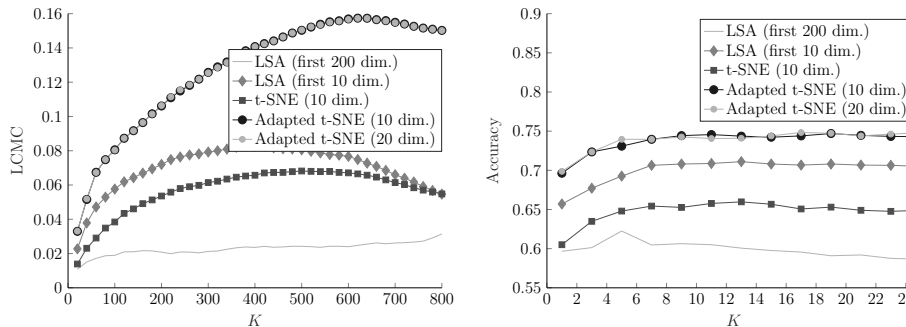 0.16
0.14
0.12
0.1
0.08
0.06
0.04
0.02
0
LCMC
0 100 200 300 400 500 600 700 800
K
LSA (first 200 dim.)
LSA (first 10 dim.)
t-SNE (10 dim.)
Adapted t-SNE (10 dim.)
Adapted t-SNE (20 dim.)
0.9
0.85
0.8
0.75
0.7
0.65
0.6
0.55
Accuracy
0 2 4 6 8 10 12 14 16 18 20 22 24
K
LSA (first 200 dim.)
LSA (first 10 dim.)
t-SNE (10 dim.)
Adapted t-SNE (10 dim.)
Adapted t-SNE (20 dim.)